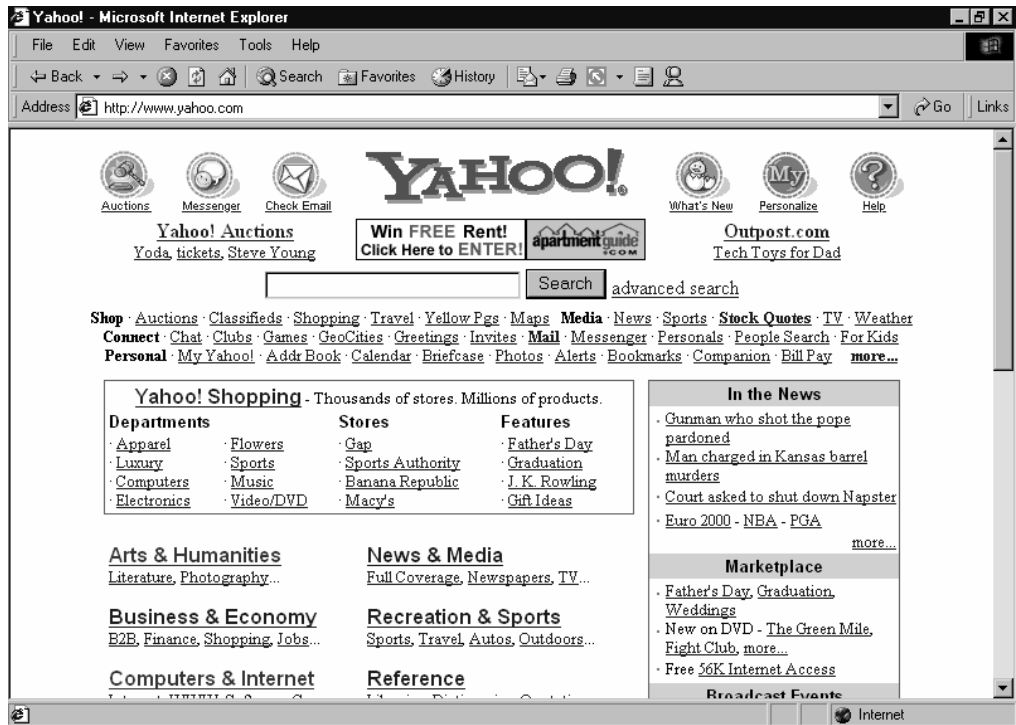 Yahoo! - Microsoft Internet Explorer
File Edit View Favorites Tools Help
Back Search Favorites History
Address http://www.yahoo.com Go Links
Auctions Messenger Check Email YAHOO! What's New My Personalize Help
Yahoo! Auctions
Yoda, tickets, Steve Young
Win FREE Rent!
Click Here to ENTER!
apartmentguide
.COM
Outpost.com
Tech Toys for Dad
Search advanced search
Shop · Auctions · Classifieds · Shopping · Travel · Yellow Pgs · Maps Media · News · Sports · Stock Quotes · TV · Weather
Connect · Chat · Clubs · Games · GeoCities · Greetings · Invites · Mail · Messenger · Personals · People Search · For Kids
Personal · My Yahoo! · Addr Book · Calendar · Briefcase · Photos · Alerts · Bookmarks · Companion · Bill Pay more...
Yahoo! Shopping - Thousands of stores. Millions of products.
Departments Stores Features
· Apparel · Flowers · Gap · Father's Day
· Luxury · Sports · Sports Authority · Graduation
· Computers · Music · Banana Republic · J. K. Rowling
· Electronics · Video/DVD · Macy's · Gift Ideas
Arts & Humanities
Literature, Photography...
News & Media
Full Coverage, Newspapers, TV...
Business & Economy
B2B, Finance, Shopping, Jobs...
Recreation & Sports
Sports, Travel, Autos, Outdoors...
Computers & Internet
Reference
In the News
· Gunman who shot the pope
pardoned
· Man charged in Kansas barrel
murders
· Court asked to shut down Napster
· Euro 2000 - NBA - PGA
more...
Marketplace
· Father's Day, Graduation,
Weddings
· New on DVD - The Green Mile,
Fight Club, more...
· Free 56K Internet Access
Broadcast Events
Internet